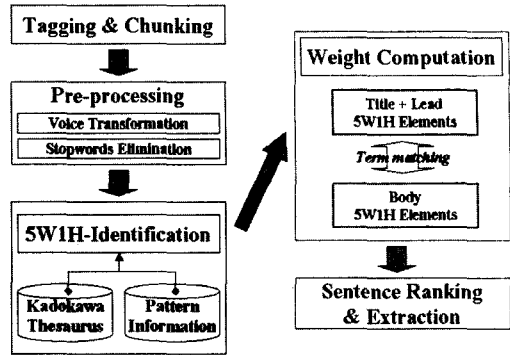 Tagging & Chunking
Pre-processing
Voice Transformation
Stopwords Elimination
5W1H-Identification
Kadokawa
Thesaurus
Pattern
Information
Weight Computation
Title + Lead
5W1H Elements
Term matching
Body
5W1H Elements
Sentence Ranking
& Extraction